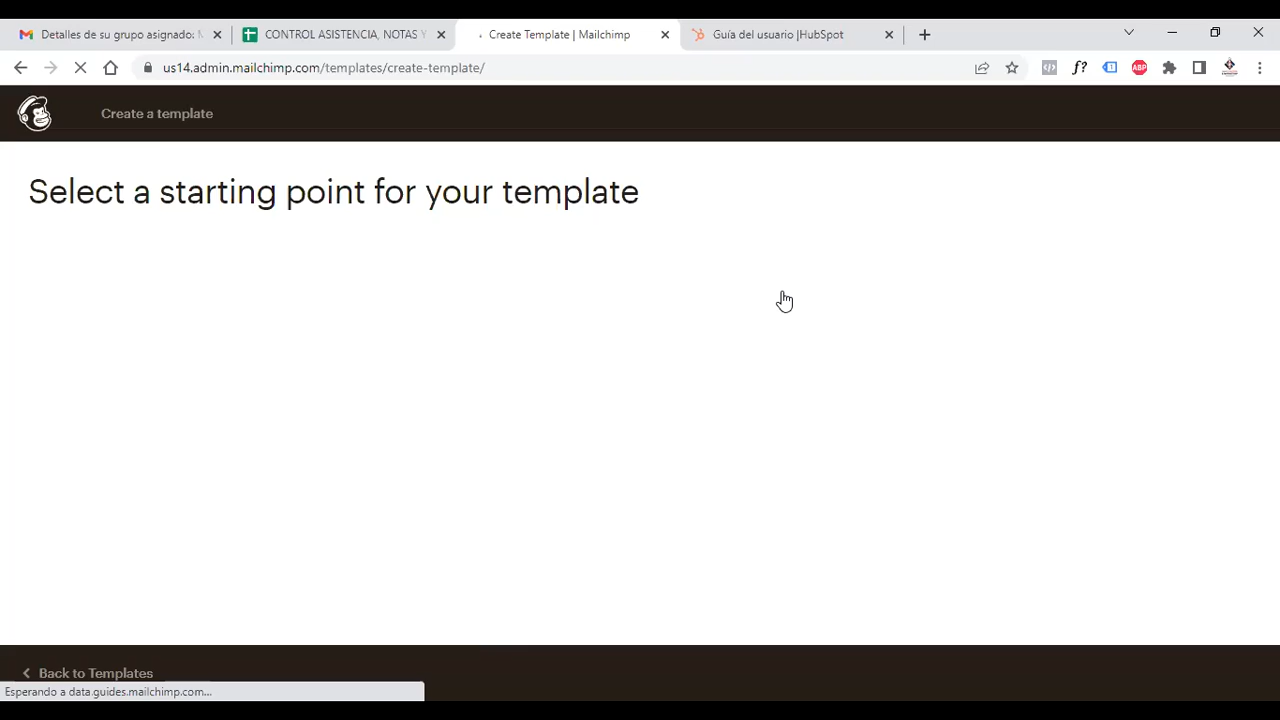 Detalles de su grupo asignado: M
CONTROL ASISTENCIA, NOTAS Y
Create Template | Mailchimp
Guía del usuario |HubSpot
us14.admin.mailchimp.com/templates/create-template/
f?
1
ABP
Create a template
Select a starting point for your template
Back to Templates
Esperando a data.guides.mailchimp.com...